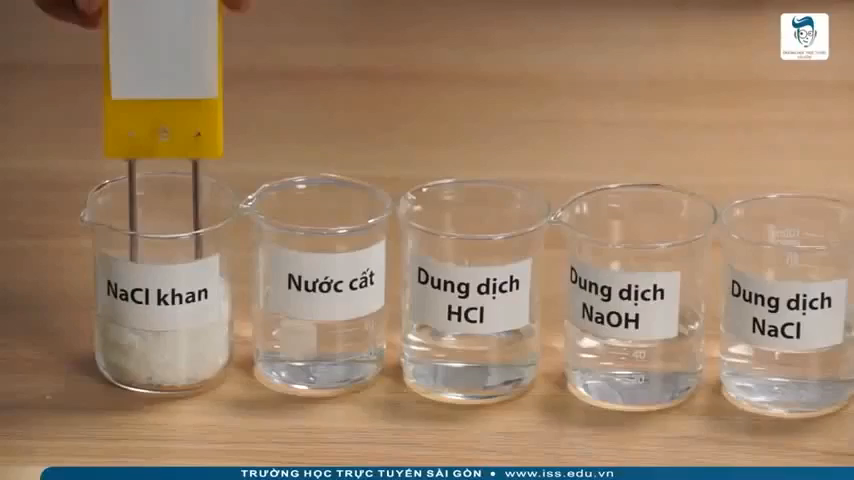 NaCl khan
Nước cất
Dung dịch
HCl
Dung dịch
NaOH
Dung dịch
NaCl
40
TRƯỜNG HỌC TRỰC TUYẾN SÀI GÒN • www.iss.edu.vn